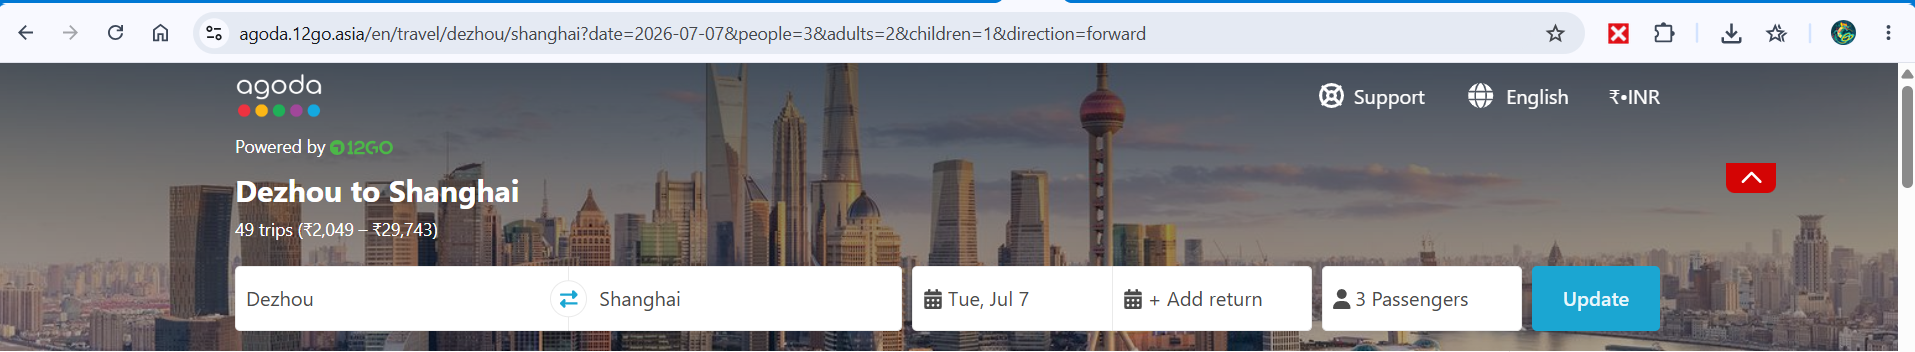 agoda.12go.asia/en/travel/dezhou/shanghai?date=2026-07-07&people=3&adults=2&children=1&direction=forward
agoda
Support
English
₹•INR
Powered by 12GO
Dezhou to Shanghai
49 trips (₹2,049 – ₹29,743)
Dezhou
Shanghai
Tue, Jul 7
+ Add return
3 Passengers
Update